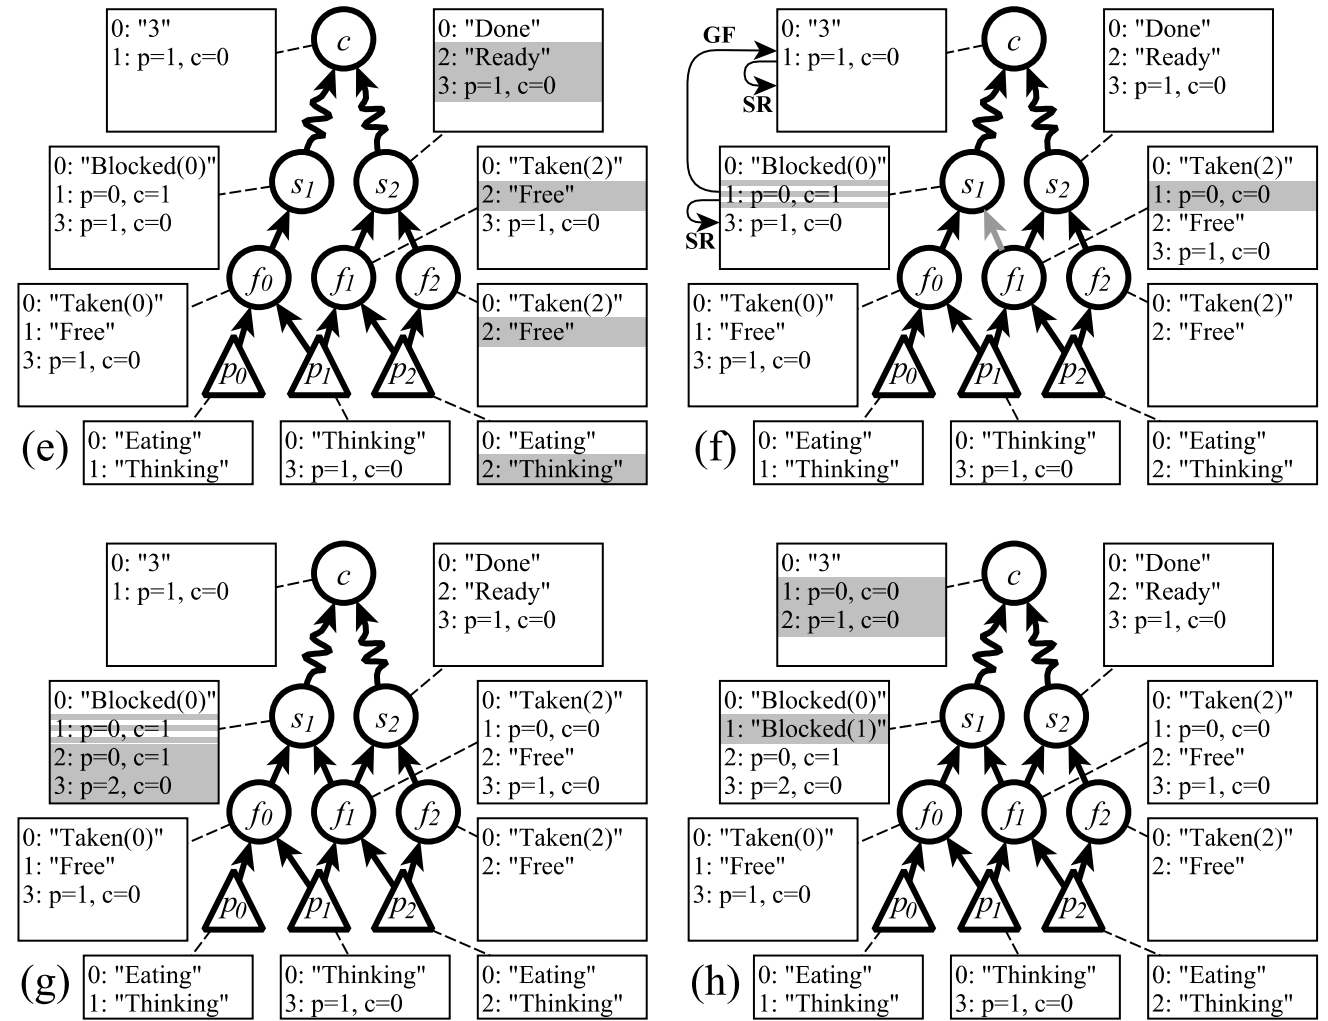 0: "3"
1: p=1, c=0
c
0: "Done"
2: "Ready"
3: p=1, c=0
0: "Blocked(0)"
1: p=0, c=1
3: p=1, c=0
s1
s2
0: "Taken(2)"
2: "Free"
3: p=1, c=0
f0
f1
f2
0: "Taken(0)"
1: "Free"
3: p=1, c=0
0: "Taken(2)"
2: "Free"
p0
p1
p2
(e)
0: "Eating"
1: "Thinking"
0: "Thinking"
3: p=1, c=0
0: "Eating"
2: "Thinking"
GF
SR
0: "3"
1: p=1, c=0
c
0: "Done"
2: "Ready"
3: p=1, c=0
SR
0: "Blocked(0)"
1: p=0, c=1
3: p=1, c=0
s1
s2
0: "Taken(2)"
1: p=0, c=0
2: "Free"
3: p=1, c=0
f0
f1
f2
0: "Taken(0)"
1: "Free"
3: p=1, c=0
0: "Taken(2)"
2: "Free"
p0
p1
p2
(f)
0: "Eating"
1: "Thinking"
0: "Thinking"
3: p=1, c=0
0: "Eating"
2: "Thinking"
0: "3"
1: p=1, c=0
c
0: "Done"
2: "Ready"
3: p=1, c=0
0: "Blocked(0)"
1: p=0, c=1
2: p=0, c=1
3: p=2, c=0
s1
s2
0: "Taken(2)"
1: p=0, c=0
2: "Free"
3: p=1, c=0
f0
f1
f2
0: "Taken(0)"
1: "Free"
3: p=1, c=0
0: "Taken(2)"
2: "Free"
p0
p1
p2
(g)
0: "Eating"
1: "Thinking"
0: "Thinking"
3: p=1, c=0
0: "Eating"
2: "Thinking"
0: "3"
1: p=0, c=0
2: p=1, c=0
c
0: "Done"
2: "Ready"
3: p=1, c=0
0: "Blocked(0)"
1: "Blocked(1)"
2: p=0, c=1
3: p=2, c=0
s1
s2
0: "Taken(2)"
1: p=0, c=0
2: "Free"
3: p=1, c=0
f0
f1
f2
0: "Taken(0)"
1: "Free"
3: p=1, c=0
0: "Taken(2)"
2: "Free"
p0
p1
p2
(h)
0: "Eating"
1: "Thinking"
0: "Thinking"
3: p=1, c=0
0: "Eating"
2: "Thinking"